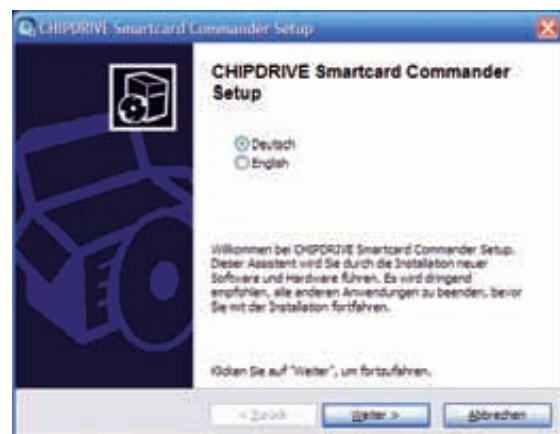 CHIPDRIVE Smartcard Commander Setup
CHIPDRIVE Smartcard Commander
Setup
Deutsch
English
Willkommen bei CHIPDRIVE Smartcard Commander Setup.
Dieser Assistent wird Sie durch die Installation neuer
Software und Hardware führen. Es wird dringend
empfohlen, alle anderen Anwendungen zu beenden, bevor
Sie mit der Installation fortfahren.
Klicken Sie auf "Weiter", um fortzufahren.
< Zurück
Weiter >
Abbrechen